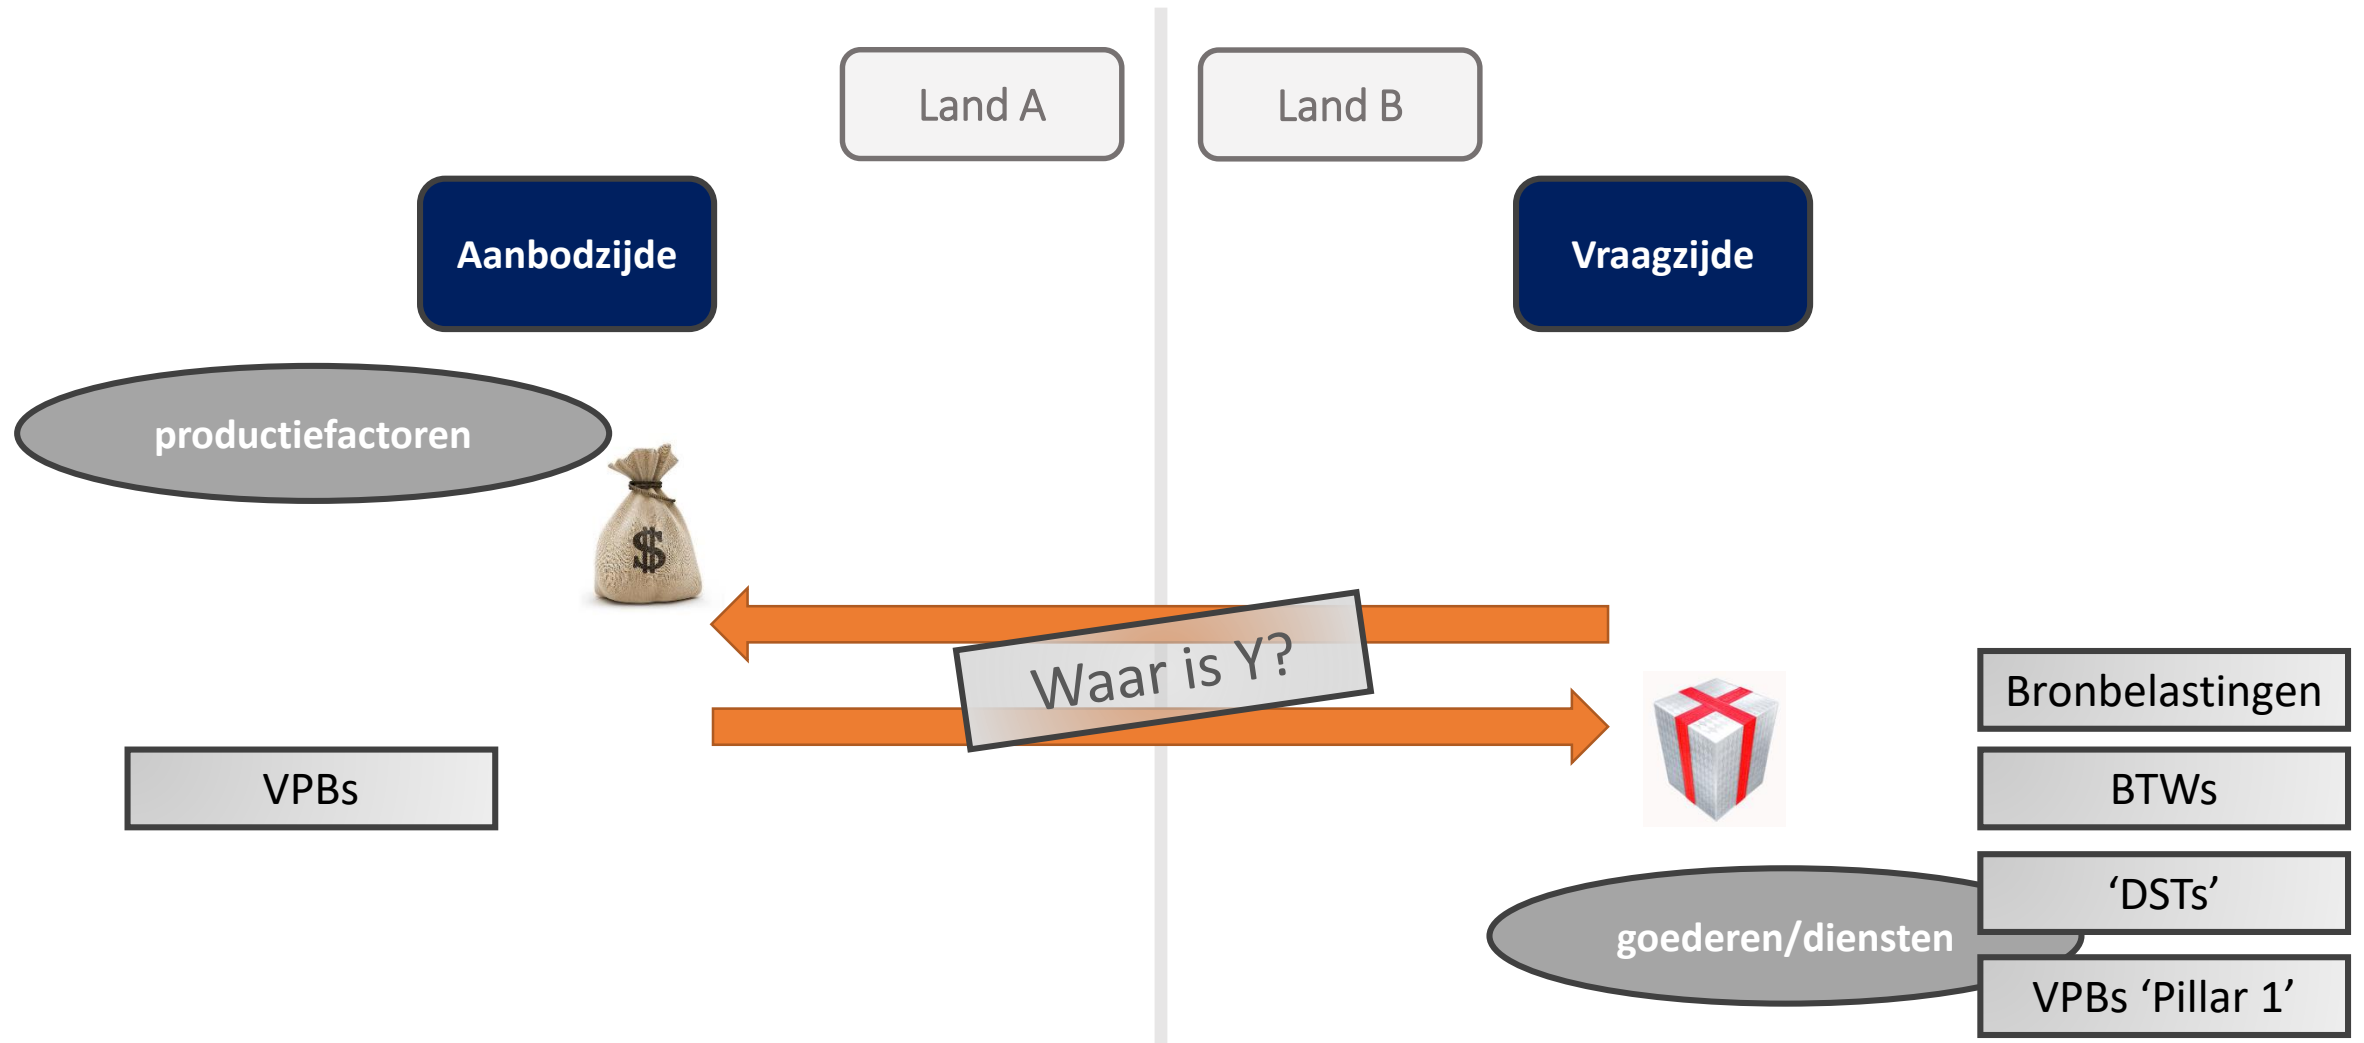 Land A
Land B
Aanbodzijde
Vraagzijde
productiefactoren
$
Waar is Y?
Bronbelastingen
VPBs
BTWs
‘DSTs’
goederen/diensten
VPBs ‘Pillar 1’